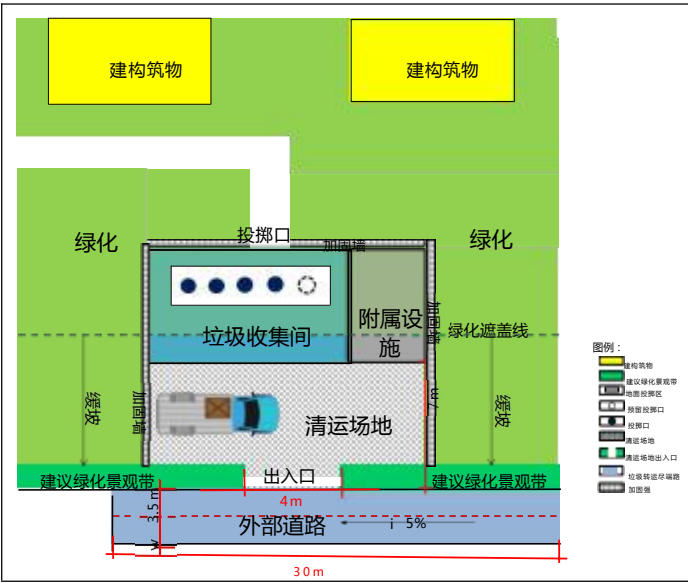 建构筑物
建构筑物
绿化
投掷口
加固墙
绿化
垃圾收集间
附属设
施
加固墙
绿化遮盖线
缓坡
加固墙
清运场地
7m
缓坡
建议绿化景观带
出入口
建议绿化景观带
4m
3.5m
外部道路
i 5%
30m
图例：
建构筑物
建议绿化景观带
地面投掷区
预留投掷口
投掷口
清运场地
清运场地出入口
垃圾转运尽端路
加固强